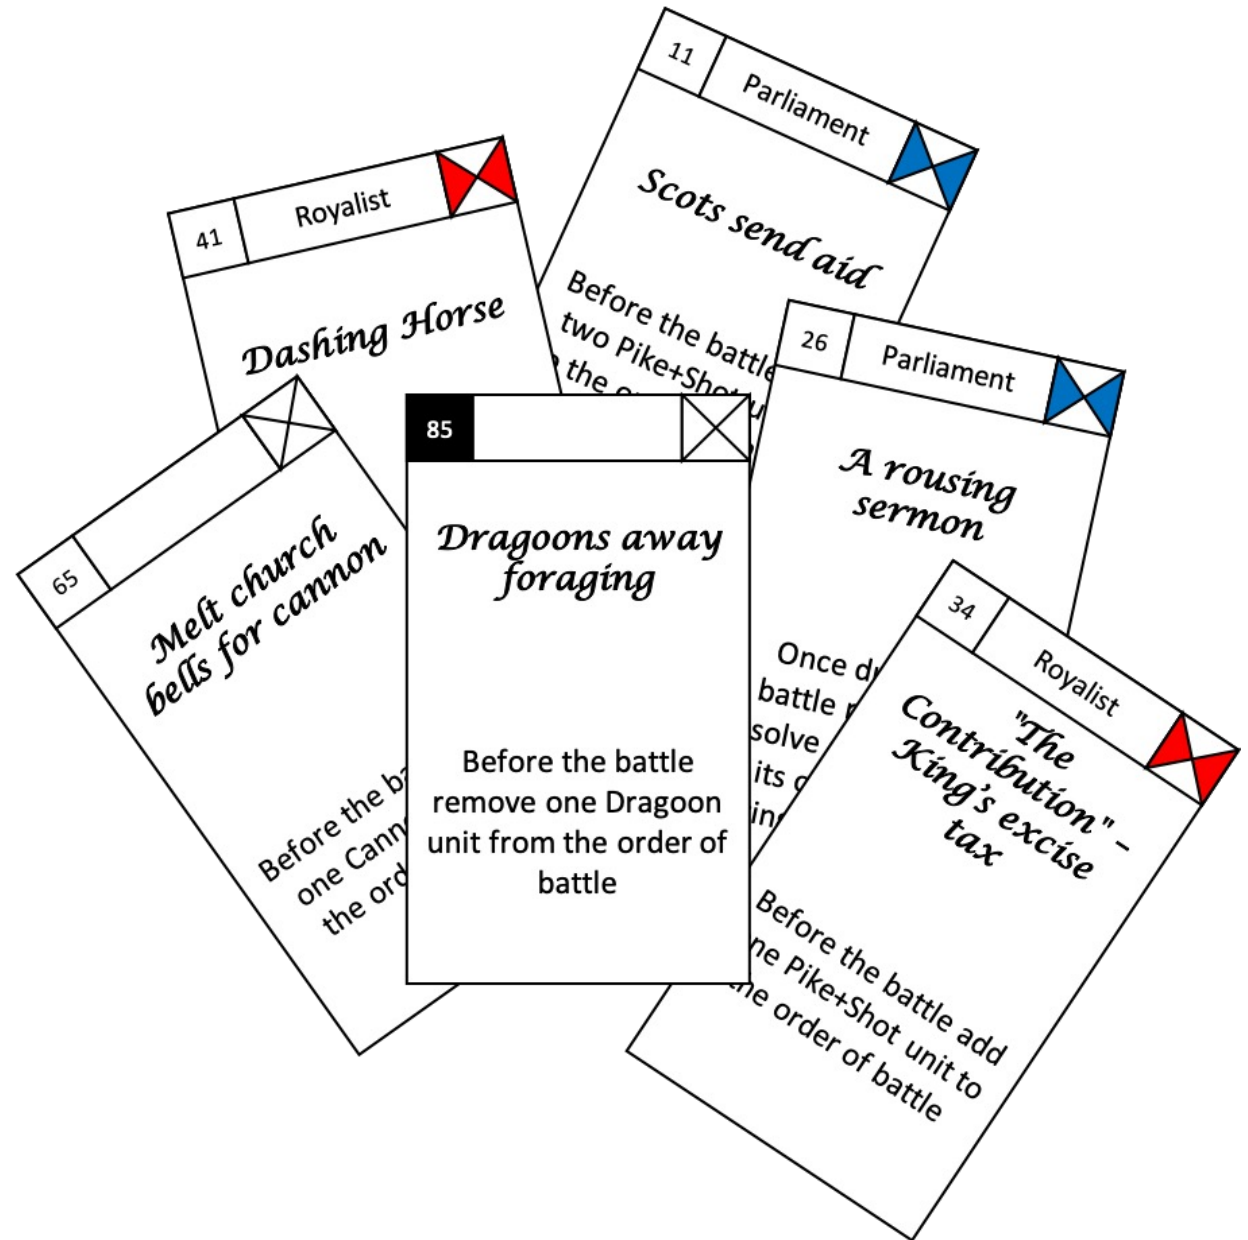 11
Parliament
Scots send aid
Before the battle
two Pike+Shot
the
41
Royalist
Dashing Horse
26
Parliament
A rousing
sermon
Once
battle
solve
its
65
Melt church
bells for cannon
Before the
one
the
85
Dragoons away
foraging
Before the battle
remove one Dragoon
unit from the order of
battle
34
Royalist
"The
Contribution" –
King's excise
tax
Before the battle add
ne Pike+Shot unit to
the order of battle